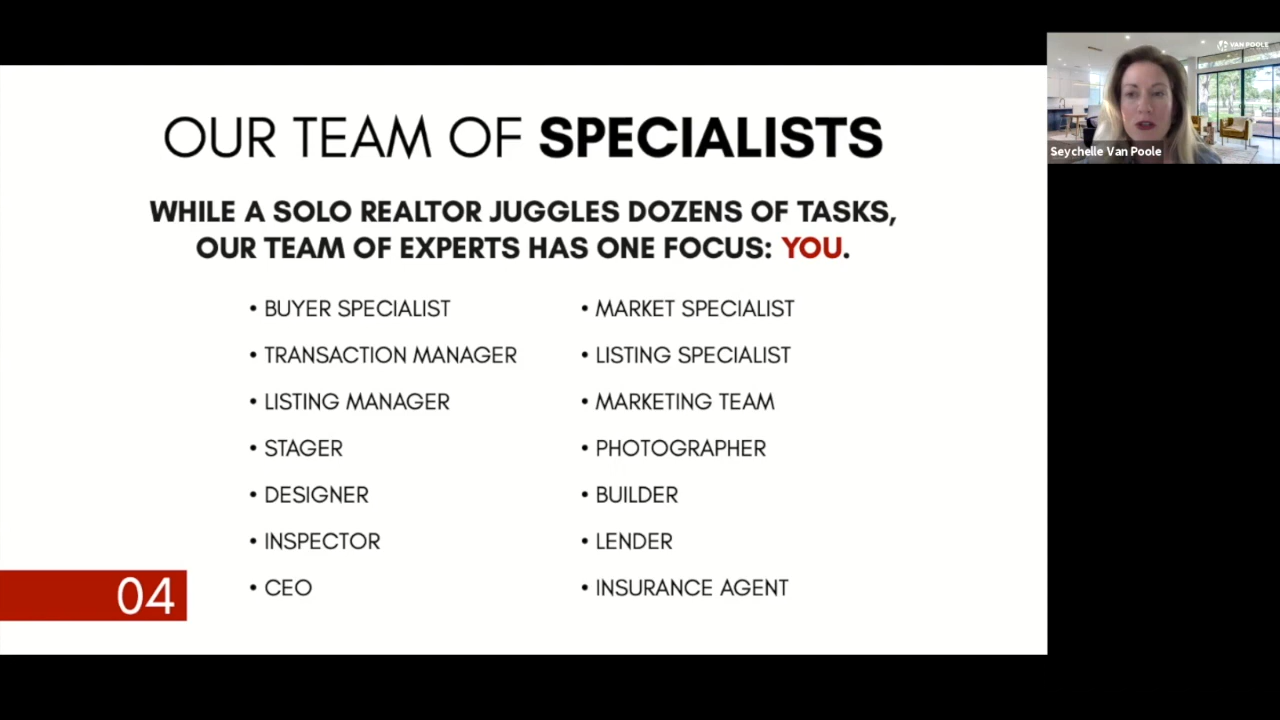 VAN POOLE
Seychelle Van Poole
OUR TEAM OF SPECIALISTS
WHILE A SOLO REALTOR JUGGLES DOZENS OF TASKS,
OUR TEAM OF EXPERTS HAS ONE FOCUS: YOU.
• BUYER SPECIALIST
• TRANSACTION MANAGER
• LISTING MANAGER
• STAGER
• DESIGNER
• INSPECTOR
• CEO
• MARKET SPECIALIST
• LISTING SPECIALIST
• MARKETING TEAM
• PHOTOGRAPHER
• BUILDER
• LENDER
• INSURANCE AGENT
04